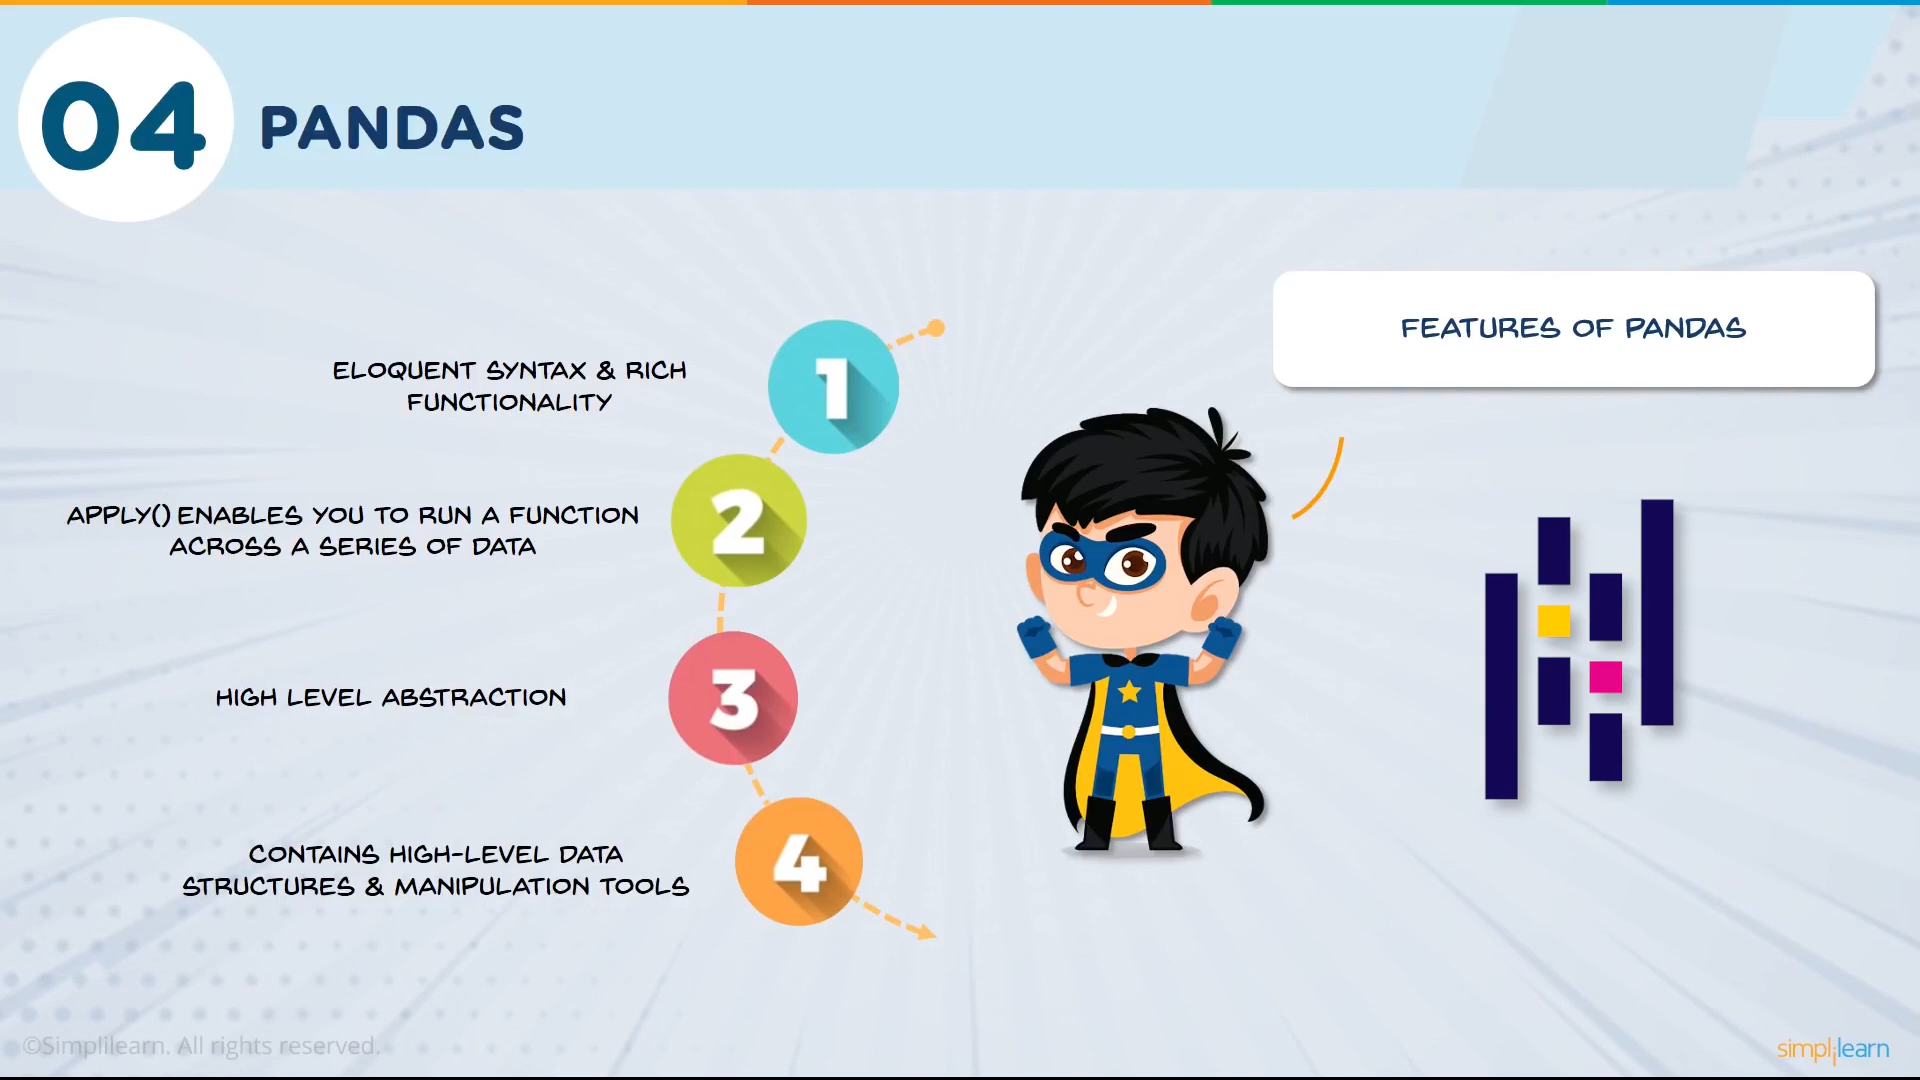 04
PANDAS
FEATURES OF PANDAS
1
ELOQUENT SYNTAX & RICH
FUNCTIONALITY
2
APPLY() ENABLES YOU TO RUN A FUNCTION
ACROSS A SERIES OF DATA
3
HIGH LEVEL ABSTRACTION
4
CONTAINS HIGH-LEVEL DATA
STRUCTURES & MANIPULATION TOOLS
©Simplilearn. All rights reserved.
simplilearn